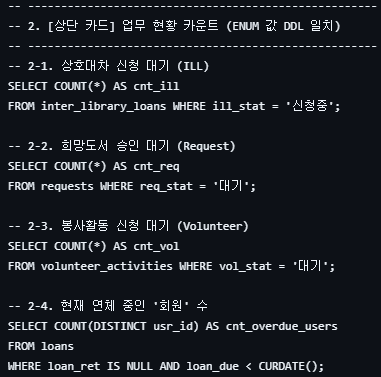 -- ---------------------------------------------------
-- 2. [상단 카드] 업무 현황 카운트 (ENUM 값 DDL 일치)
-- ---------------------------------------------------
-- 2-1. 상호대차 신청 대기 (ILL)
SELECT COUNT(*) AS cnt_ill
FROM inter_library_loans WHERE ill_stat = '신청중';
-- 2-2. 희망도서 승인 대기 (Request)
SELECT COUNT(*) AS cnt_req
FROM requests WHERE req_stat = '대기';
-- 2-3. 봉사활동 신청 대기 (Volunteer)
SELECT COUNT(*) AS cnt_vol
FROM volunteer_activities WHERE vol_stat = '대기';
-- 2-4. 현재 연체 중인 '회원' 수
SELECT COUNT(DISTINCT usr_id) AS cnt_overdue_users
FROM loans
WHERE loan_ret IS NULL AND loan_due < CURDATE();